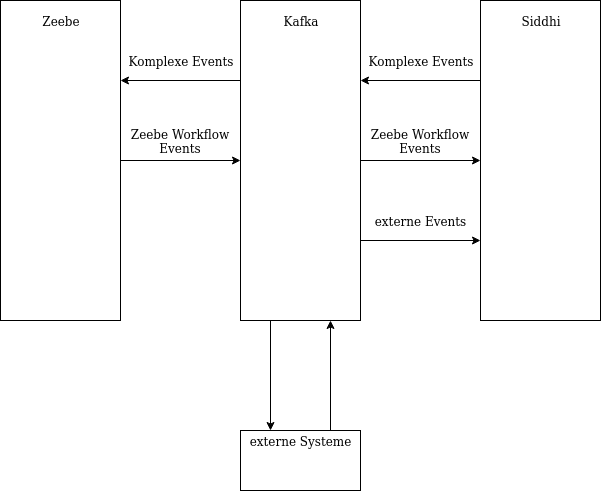 Zeebe
Kafka
Siddhi
Komplexe Events
Komplexe Events
Zeebe Workflow
Events
Zeebe Workflow
Events
externe Events
externe Systeme